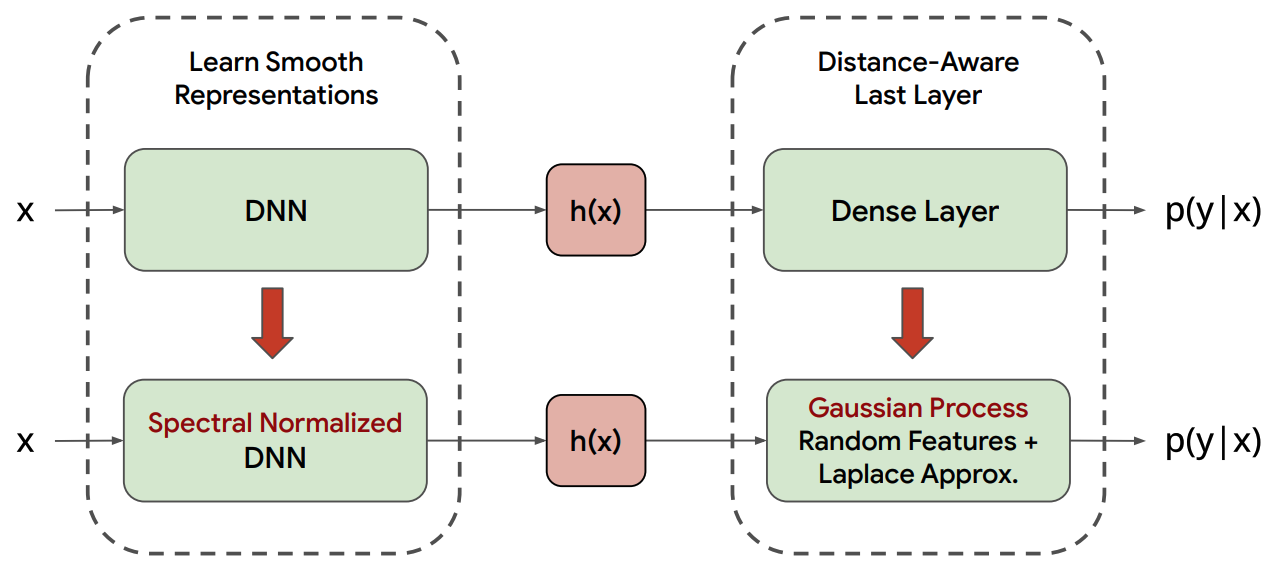 Learn Smooth
Representations
Distance-Aware
Last Layer
x
DNN
h(x)
Dense Layer
p(y|x)
x
Spectral Normalized
DNN
h(x)
Gaussian Process
Random Features +
Laplace Approx.
p(y|x)